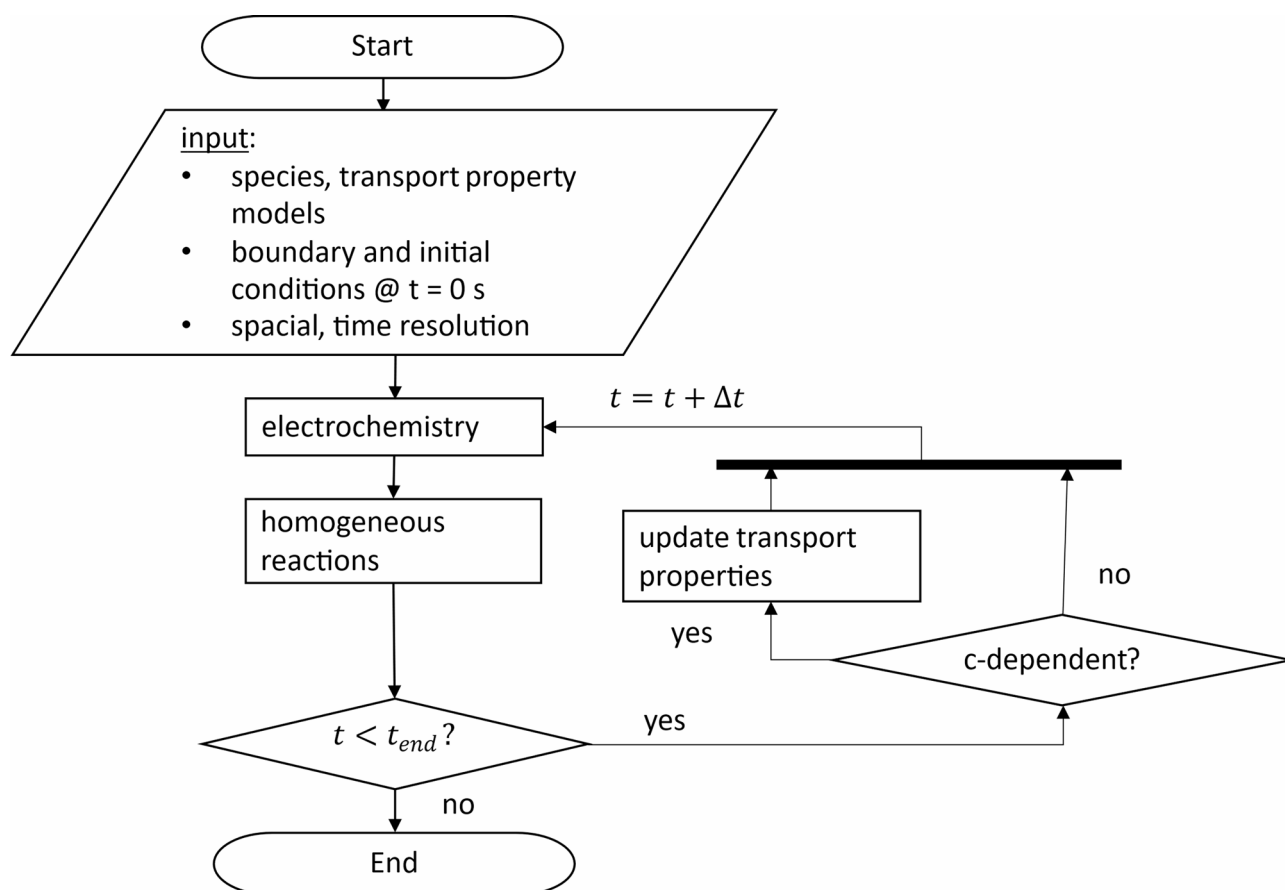 Start
input:
• species, transport property
models
• boundary and initial
conditions @ t = 0 s
• spacial, time resolution
electrochemistry
t = t + Δt
homogeneous
reactions
update transport
properties
no
yes
c-dependent?
t < t_end?
yes
no
End